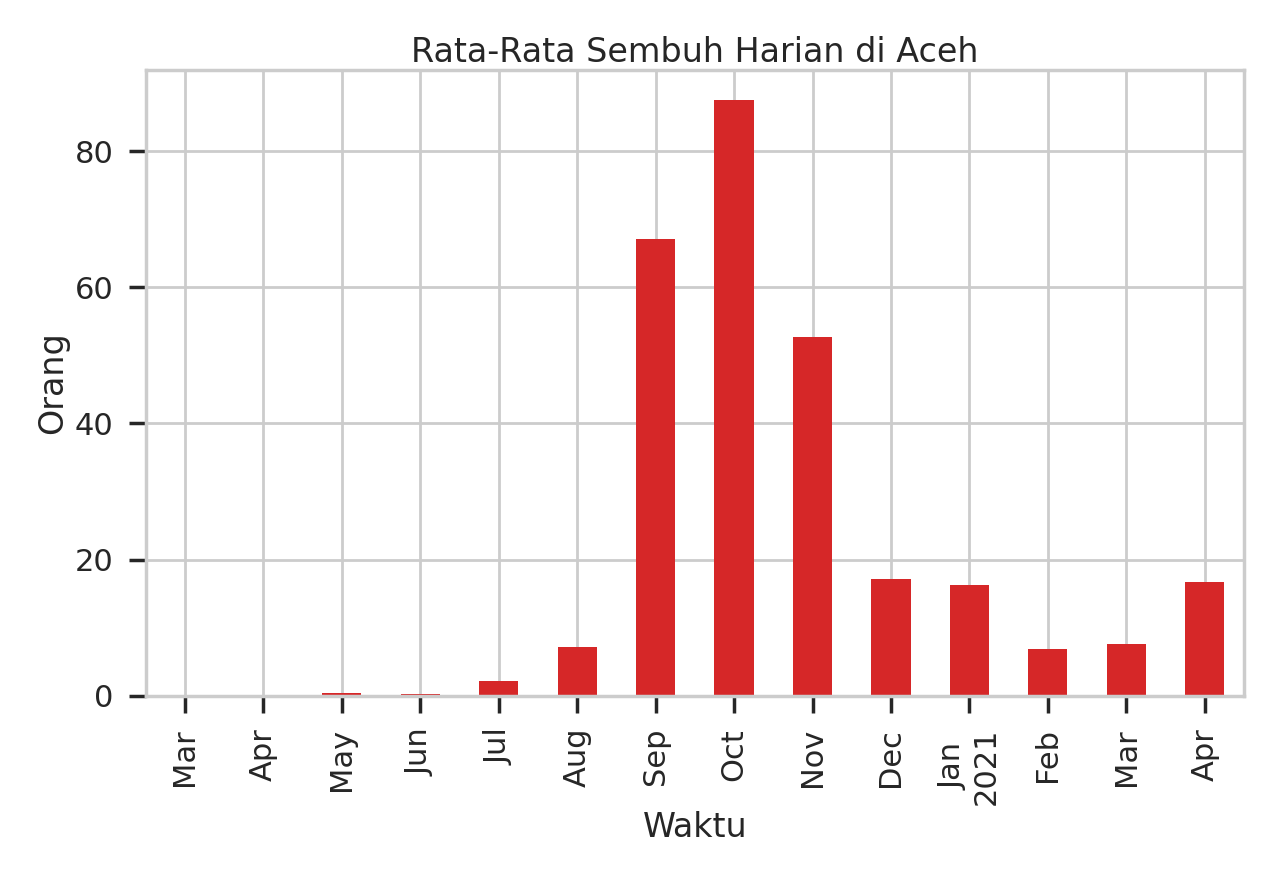 Rata-Rata Sembuh Harian di Aceh
80
60
40
20
0
Orang
Mar
Apr
May
Jun
Jul
Aug
Sep
Oct
Nov
Dec
Jan
2021
Feb
Mar
Apr
Waktu